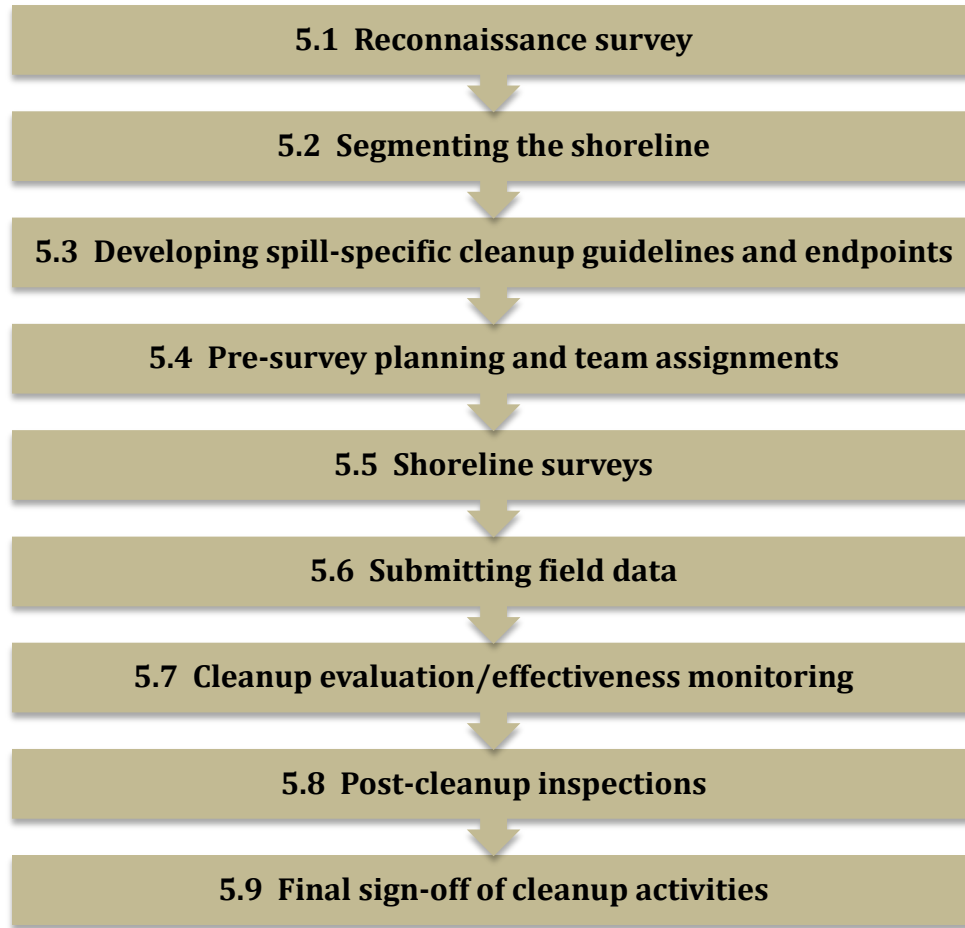 5.1 Reconnaissance survey
5.2 Segmenting the shoreline
5.3 Developing spill-specific cleanup guidelines and endpoints
5.4 Pre-survey planning and team assignments
5.5 Shoreline surveys
5.6 Submitting field data
5.7 Cleanup evaluation/effectiveness monitoring
5.8 Post-cleanup inspections
5.9 Final sign-off of cleanup activities